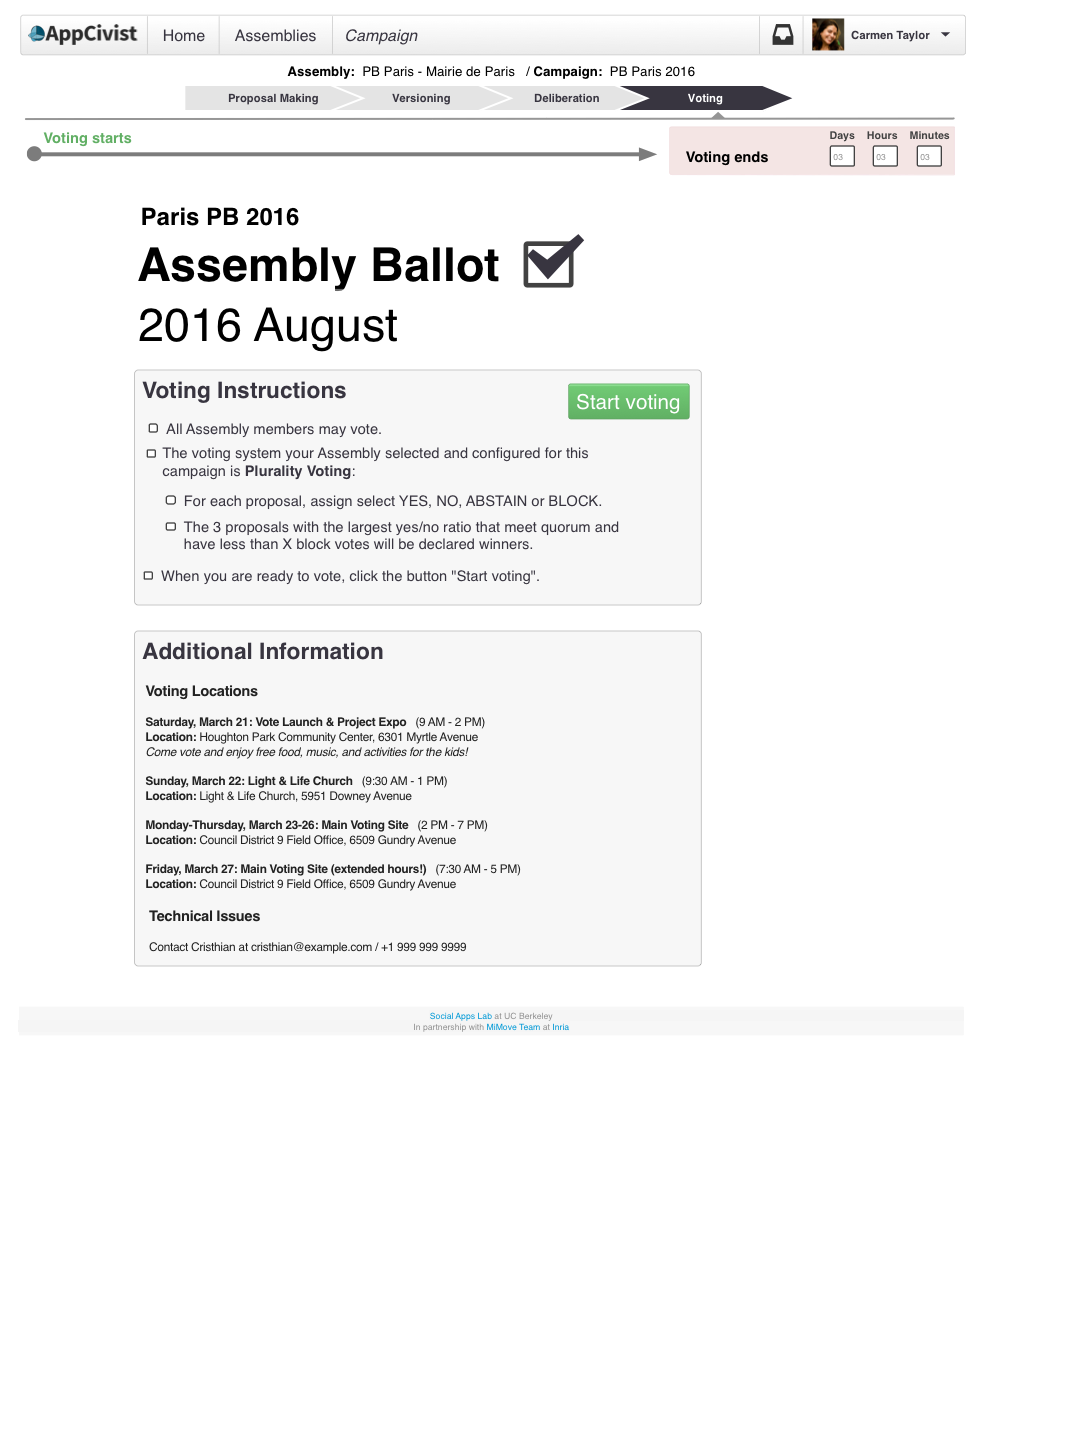 AppCivist Home Assemblies Campaign Carmen Taylor
Assembly: PB Paris - Mairie de Paris / Campaign: PB Paris 2016
Proposal Making Versioning Deliberation Voting
Voting starts
Days Hours Minutes
Voting ends 03 03 03
Paris PB 2016
Assembly Ballot
2016 August
Voting Instructions
Start voting
All Assembly members may vote.
The voting system your Assembly selected and configured for this
campaign is Plurality Voting:
For each proposal, assign select YES, NO, ABSTAIN or BLOCK.
The 3 proposals with the largest yes/no ratio that meet quorum and
have less than X block votes will be declared winners.
When you are ready to vote, click the button "Start voting".
Additional Information
Voting Locations
Saturday, March 21: Vote Launch & Project Expo (9 AM - 2 PM)
Location: Houghton Park Community Center, 6301 Myrtle Avenue
Come vote and enjoy free food, music, and activities for the kids!
Sunday, March 22: Light & Life Church (9:30 AM - 1 PM)
Location: Light & Life Church, 5951 Downey Avenue
Monday-Thursday, March 23-26: Main Voting Site (2 PM - 7 PM)
Location: Council District 9 Field Office, 6509 Gundry Avenue
Friday, March 27: Main Voting Site (extended hours!) (7:30 AM - 5 PM)
Location: Council District 9 Field Office, 6509 Gundry Avenue
Technical Issues
Contact Cristhian at cristhian@example.com / +1 999 999 9999
Social Apps Lab at UC Berkeley
In partnership with MiMove Team at Inria